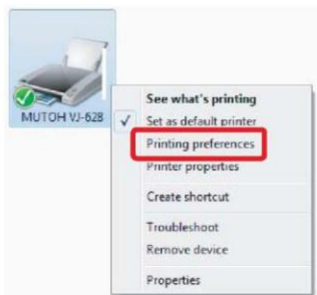 MUTOH VJ-628
See what's printing
Set as default printer
Printing preferences
Printer properties
Create shortcut
Troubleshoot
Remove device
Properties